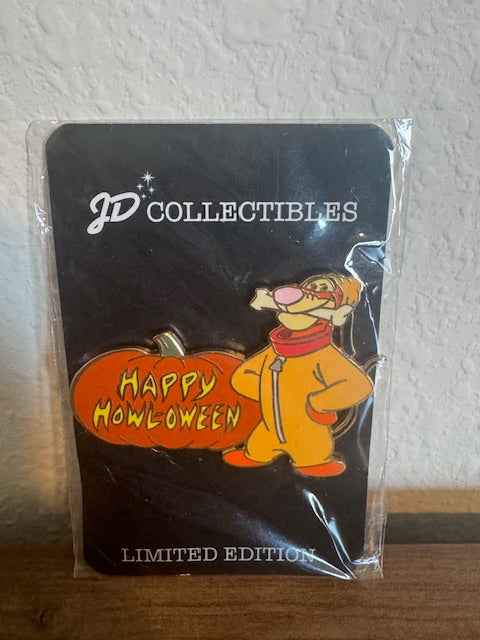 JD COLLECTIBLES
HAPPY
HOWL-OWEEN
LIMITED EDITION